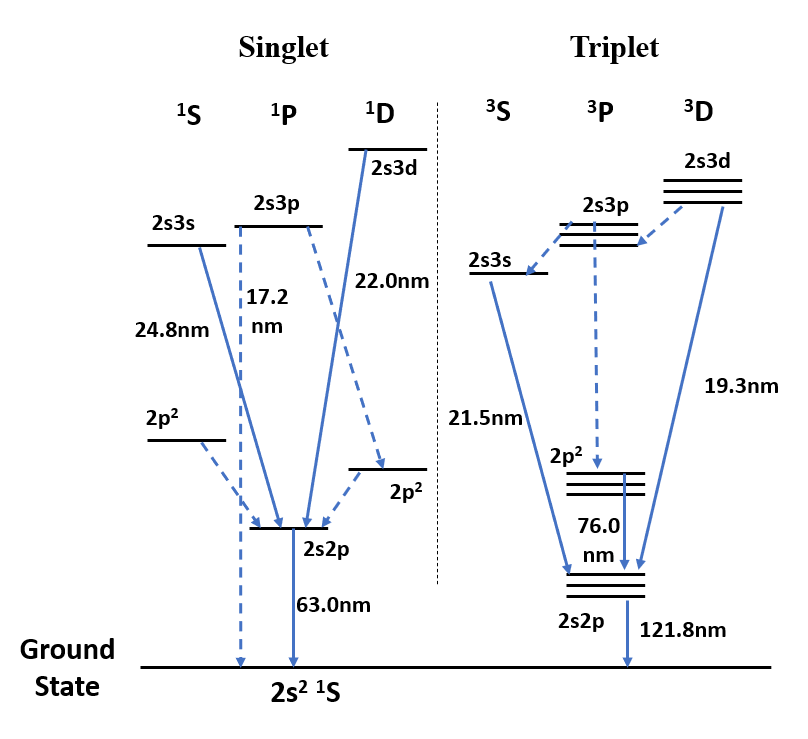 Singlet
Triplet
¹S
¹P
¹D
³S
³P
³D
2s3d
2s3d
2s3p
2s3p
2s3s
2s3s
22.0nm
17.2
nm
24.8nm
19.3nm
21.5nm
2p²
2p²
2p²
76.0
nm
2s2p
63.0nm
2s2p
121.8nm
Ground
State
2s² ¹S